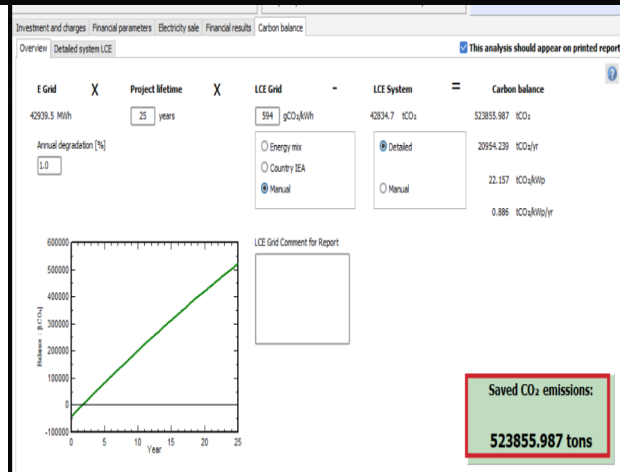 Investment and charges Financial parameters Electricity sale Financial results Carbon balance
Overview Detailed system LCE This analysis should appear on printed report
?
E Grid X Project lifetime X LCE Grid - LCE System = Carbon balance
42939.5 MWh 25 years 594 gCO₂/kWh 42834.7 tCO₂ 523855.987 tCO₂
Annual degradation [%] Energy mix Detailed 20954.239 tCO₂/yr
1.0 Country IEA
Manual Manual 22.157 tCO₂/kWp
0.886 tCO₂/kWp/yr
LCE Grid Comment for Report
600000
500000
400000
300000
200000
100000
0
-100000
Balance : [tCO₂]
0 5 10 15 20 25
Year
Saved CO₂ emissions:
523855.987 tons